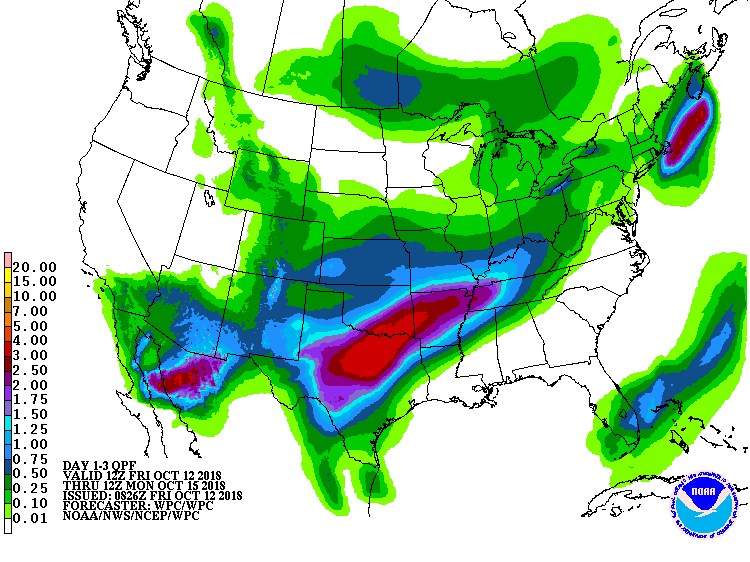 20.00
15.00
10.00
7.00
5.00
4.00
3.00
2.50
2.00
1.75
1.50
1.25
1.00
0.75
0.50
0.25
0.10
0.01
DAY 1-3 QPF
VALID 12Z FRI OCT 12 2018
THRU 12Z MON OCT 15 2018
ISSUED: 0826Z FRI OCT 12 2018
FORECASTER: WPC/WPC
NOAA/NWS/NCEP/WPC
NOAA